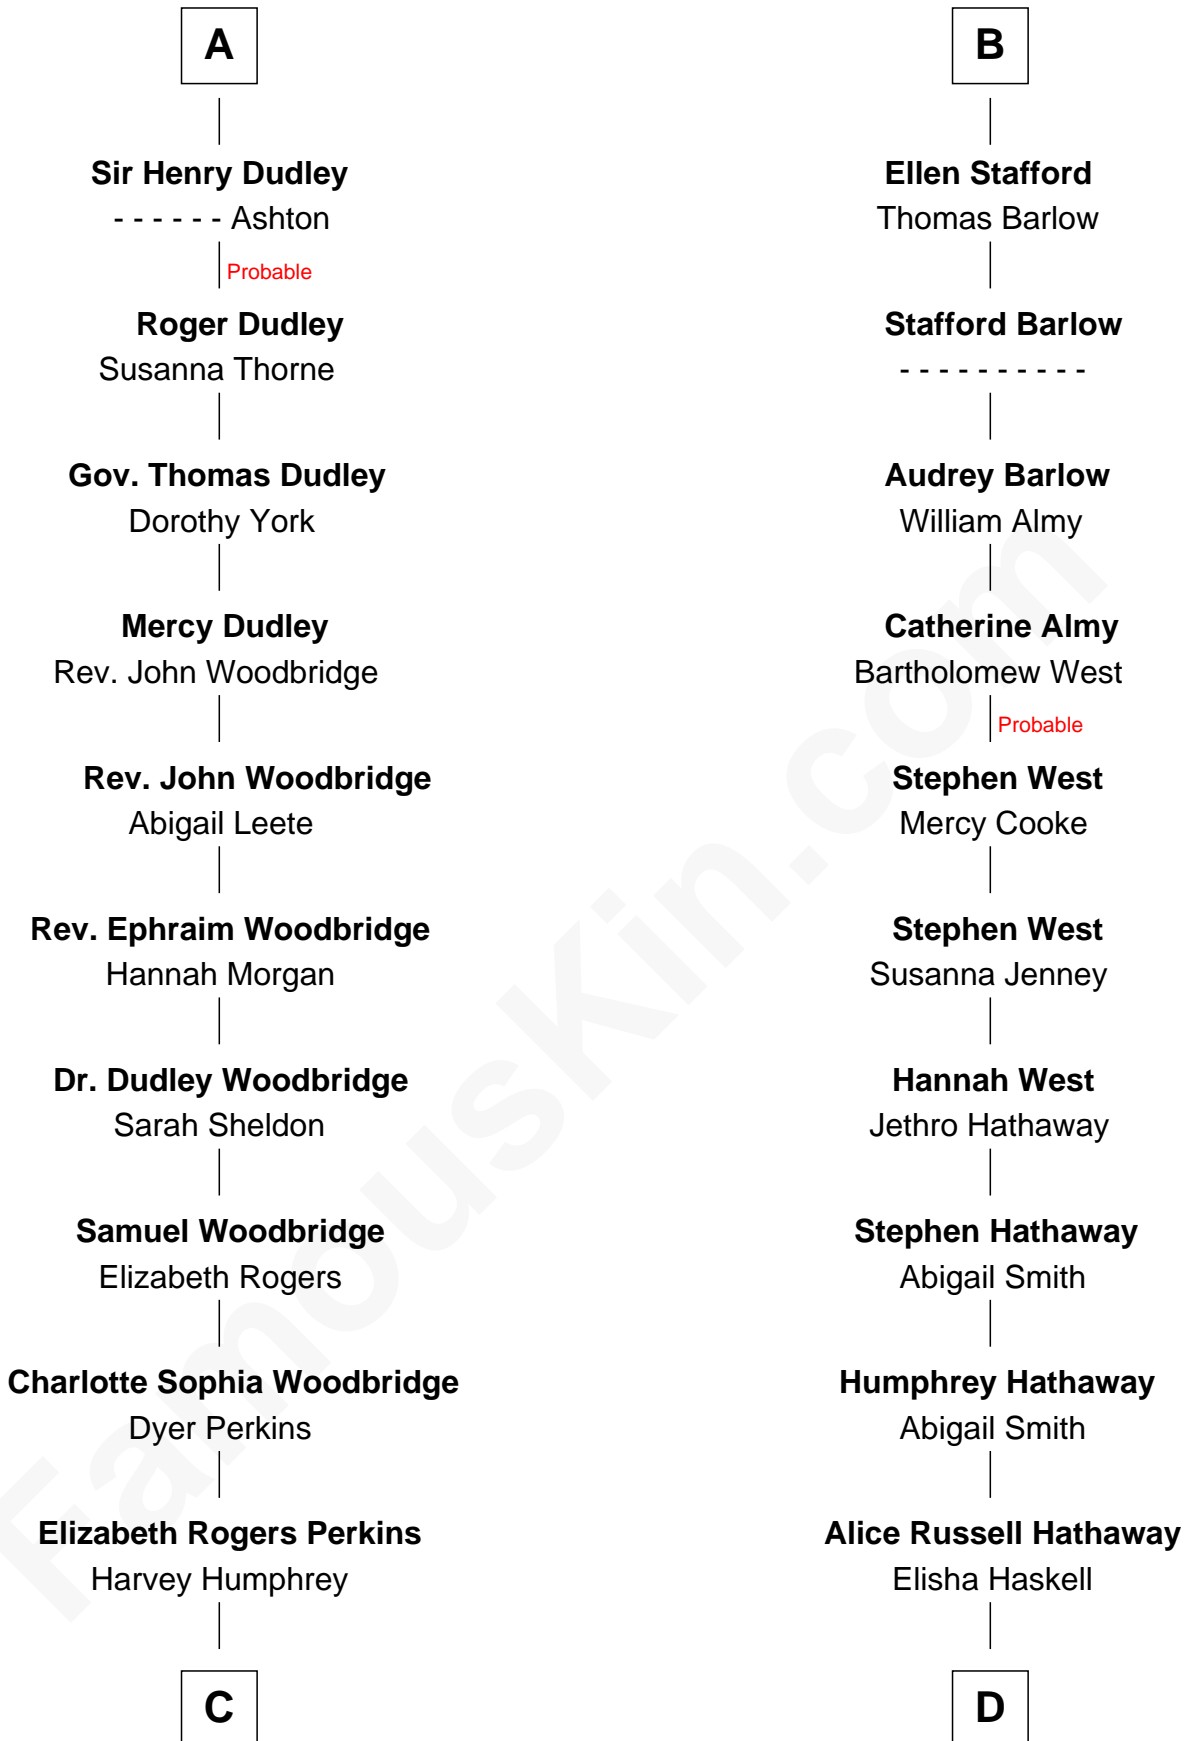 A
Sir Henry Dudley
- - - - - - Ashton
Probable
Roger Dudley
Susanna Thorne
Gov. Thomas Dudley
Dorothy York
Mercy Dudley
Rev. John Woodbridge
Rev. John Woodbridge
Abigail Leete
Rev. Ephraim Woodbridge
Hannah Morgan
Dr. Dudley Woodbridge
Sarah Sheldon
Samuel Woodbridge
Elizabeth Rogers
Charlotte Sophia Woodbridge
Dyer Perkins
Elizabeth Rogers Perkins
Harvey Humphrey
C
B
Ellen Stafford
Thomas Barlow
Stafford Barlow
- - - - - - - - - -
Audrey Barlow
William Almy
Catherine Almy
Bartholomew West
Probable
Stephen West
Mercy Cooke
Stephen West
Susanna Jenney
Hannah West
Jethro Hathaway
Stephen Hathaway
Abigail Smith
Humphrey Hathaway
Abigail Smith
Alice Russell Hathaway
Elisha Haskell
D
FamousKin.com